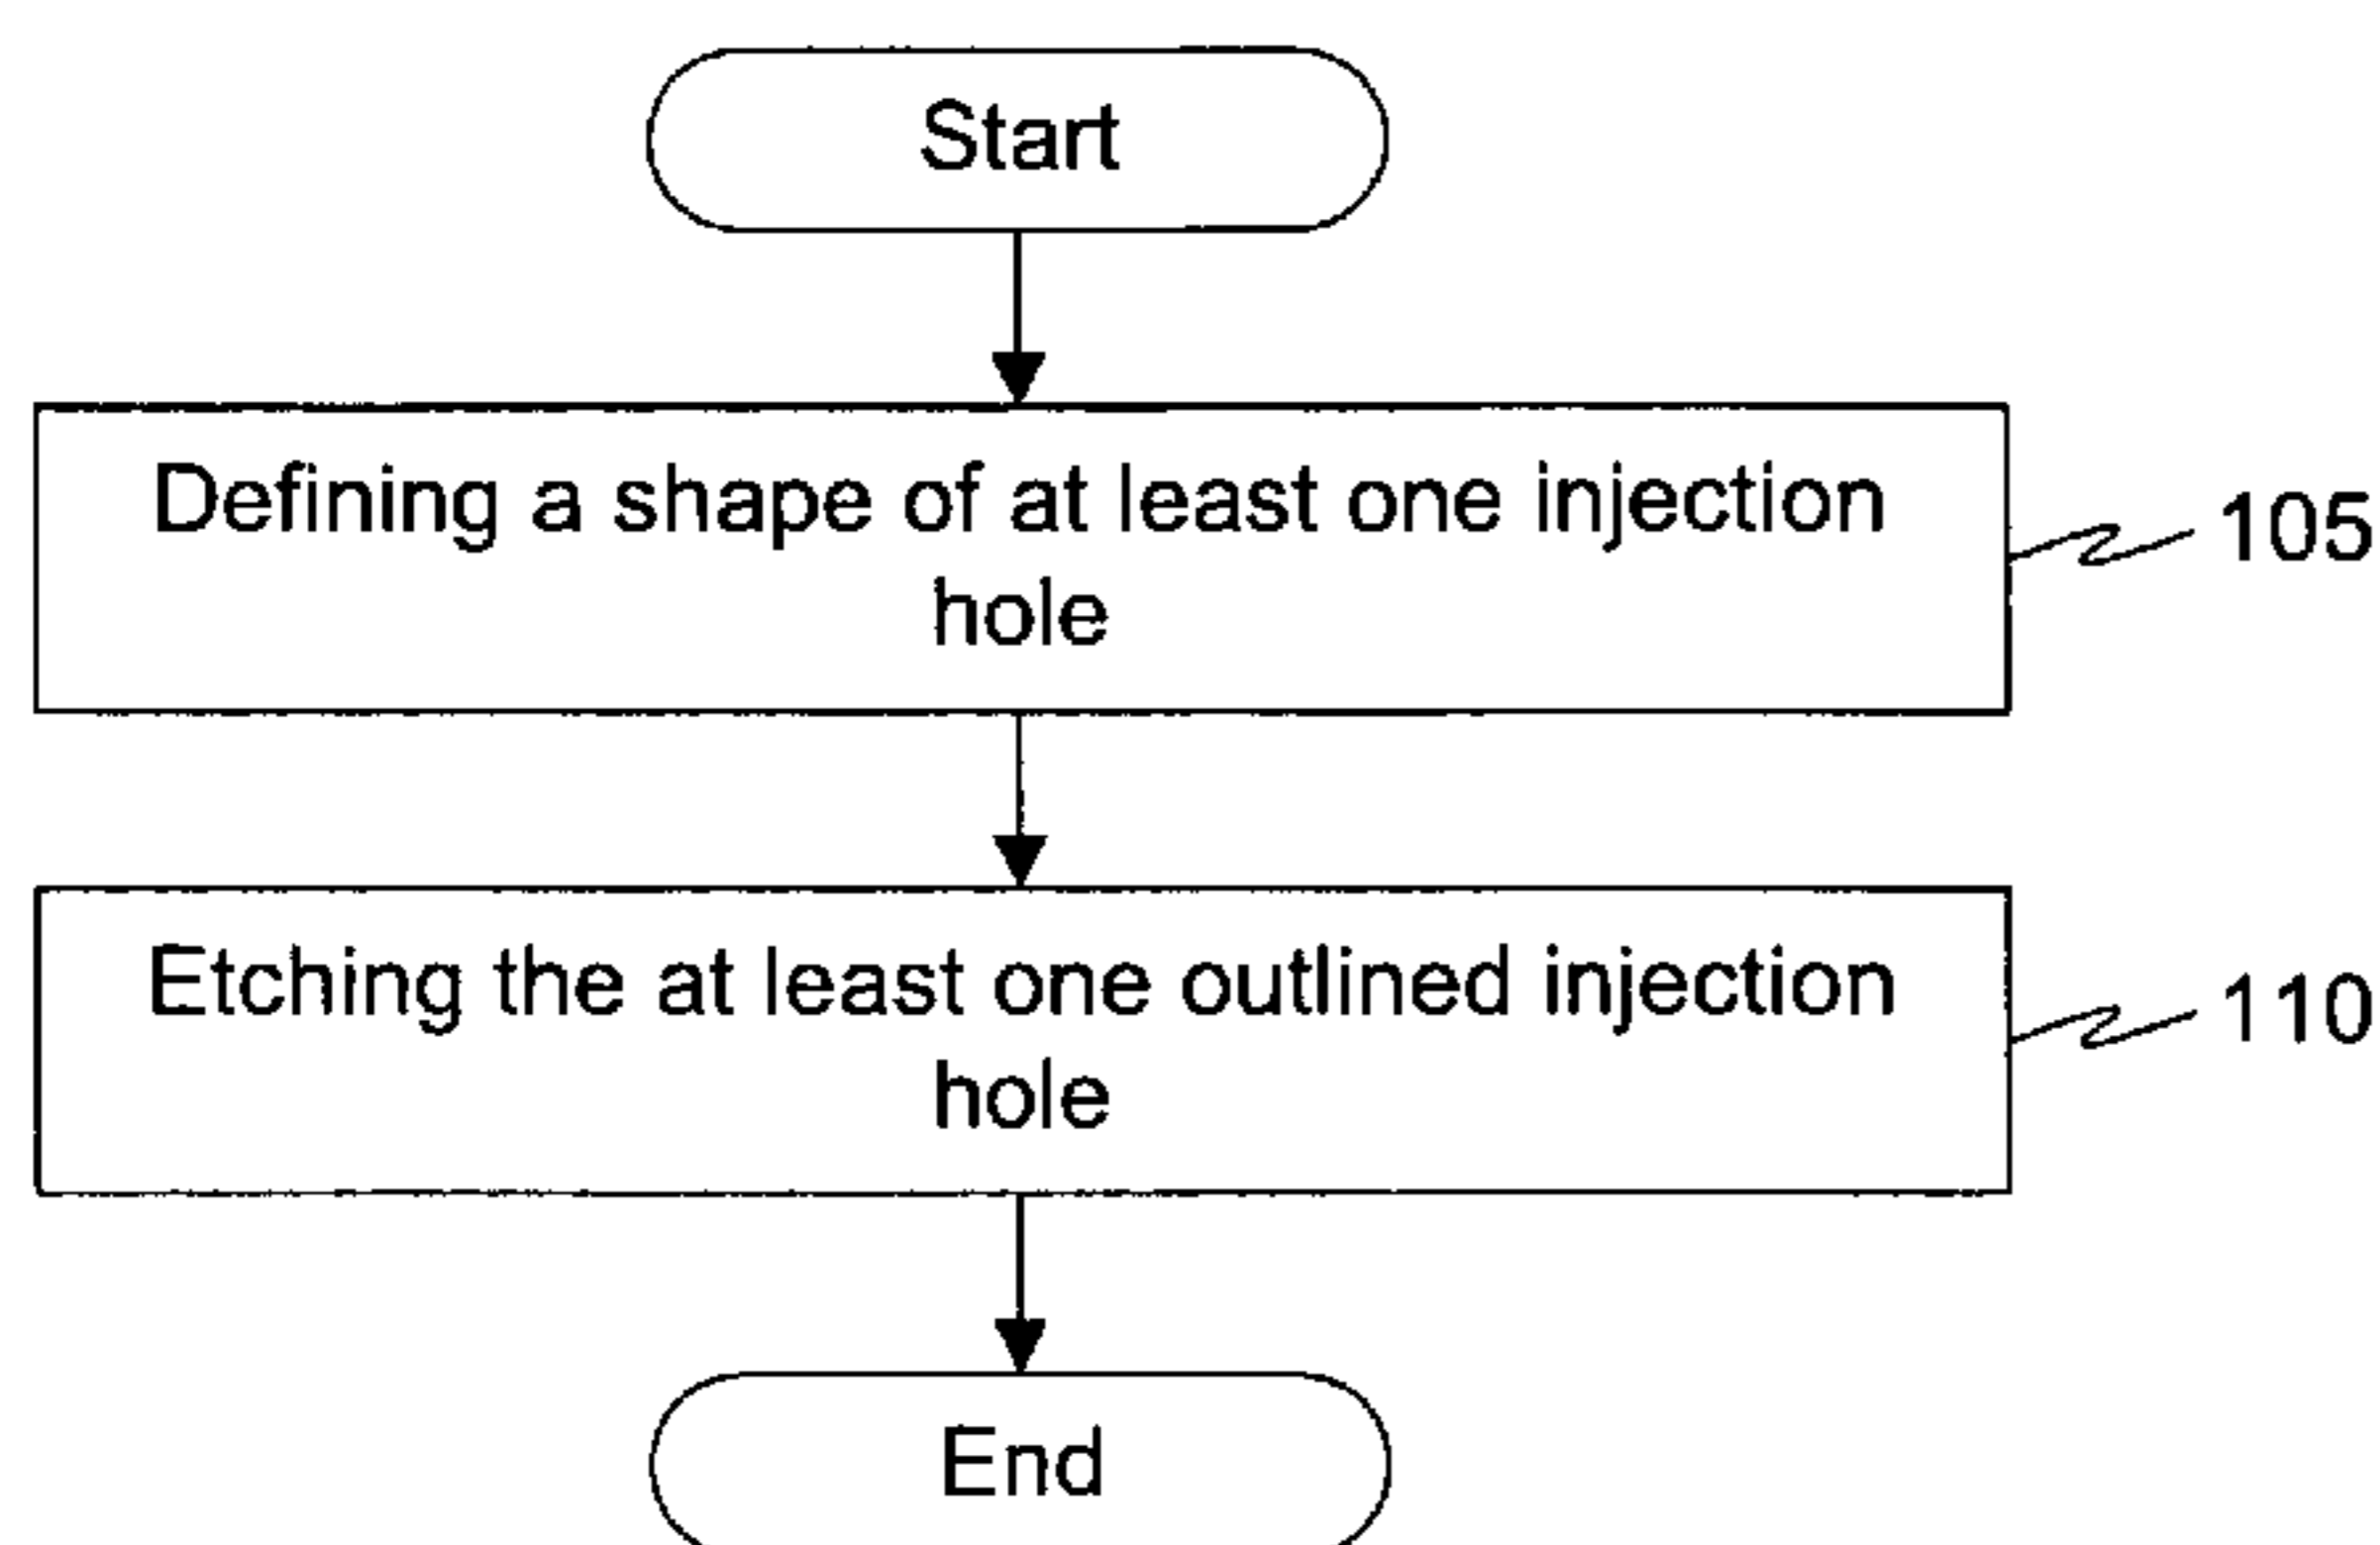 Start
Defining a shape of at least one injection
hole
105
Etching the at least one outlined injection
hole
110
End